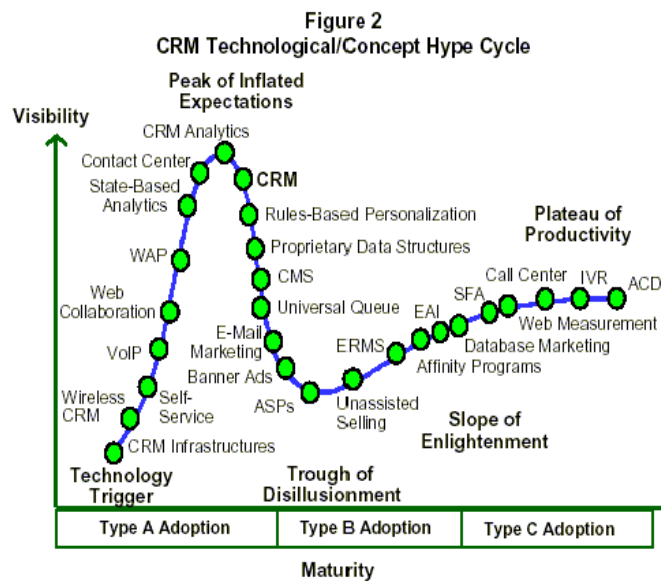 Figure 2
CRM Technological/Concept Hype Cycle
Peak of Inflated
Expectations
Visibility
CRM Analytics
Contact Center
CRM
State-Based
Analytics
Rules-Based Personalization
Plateau of
Productivity
WAP
Proprietary Data Structures
CMS
Call Center
IVR
ACD
Web
Collaboration
Universal Queue
SFA
EAI
Web Measurement
E-Mail
Marketing
VoIP
ERMS
Database Marketing
Banner Ads
Affinity Programs
Wireless
CRM
Self-
Service
ASPs
Unassisted
Selling
Slope of
Enlightenment
CRM Infrastructures
Technology
Trigger
Trough of
Disillusionment
Type A Adoption
Type B Adoption
Type C Adoption
Maturity